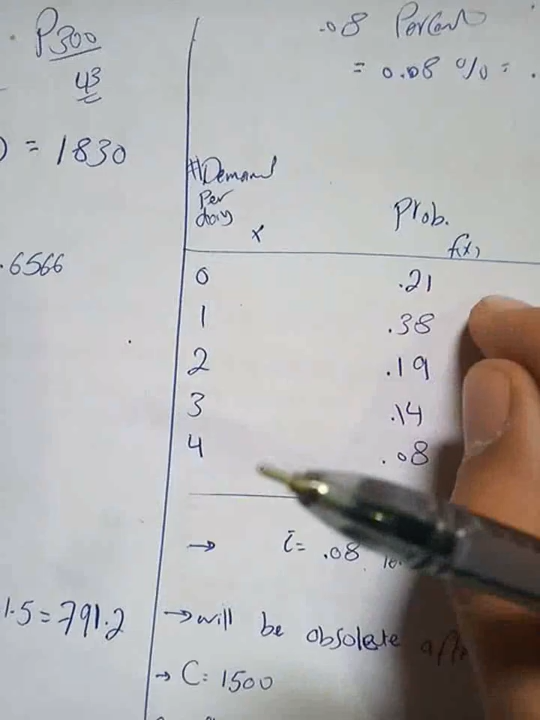 P300
43
= 1830
.6566
1.5 = 791.2
.08 Percent
= 0.08 % = .
# Demand
Per
day
x
Prob.
f(x)
0 .21
1 .38
2 .19
3 .14
4 .08
→ i = .08
→ will be obsolete
→ C = 1500